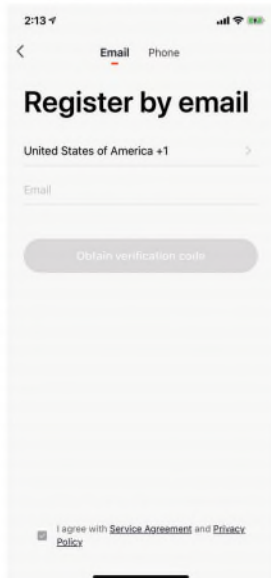 2:13
Email Phone
Register by email
United States of America +1
Email
Obtain verification code
I agree with Service Agreement and Privacy
Policy